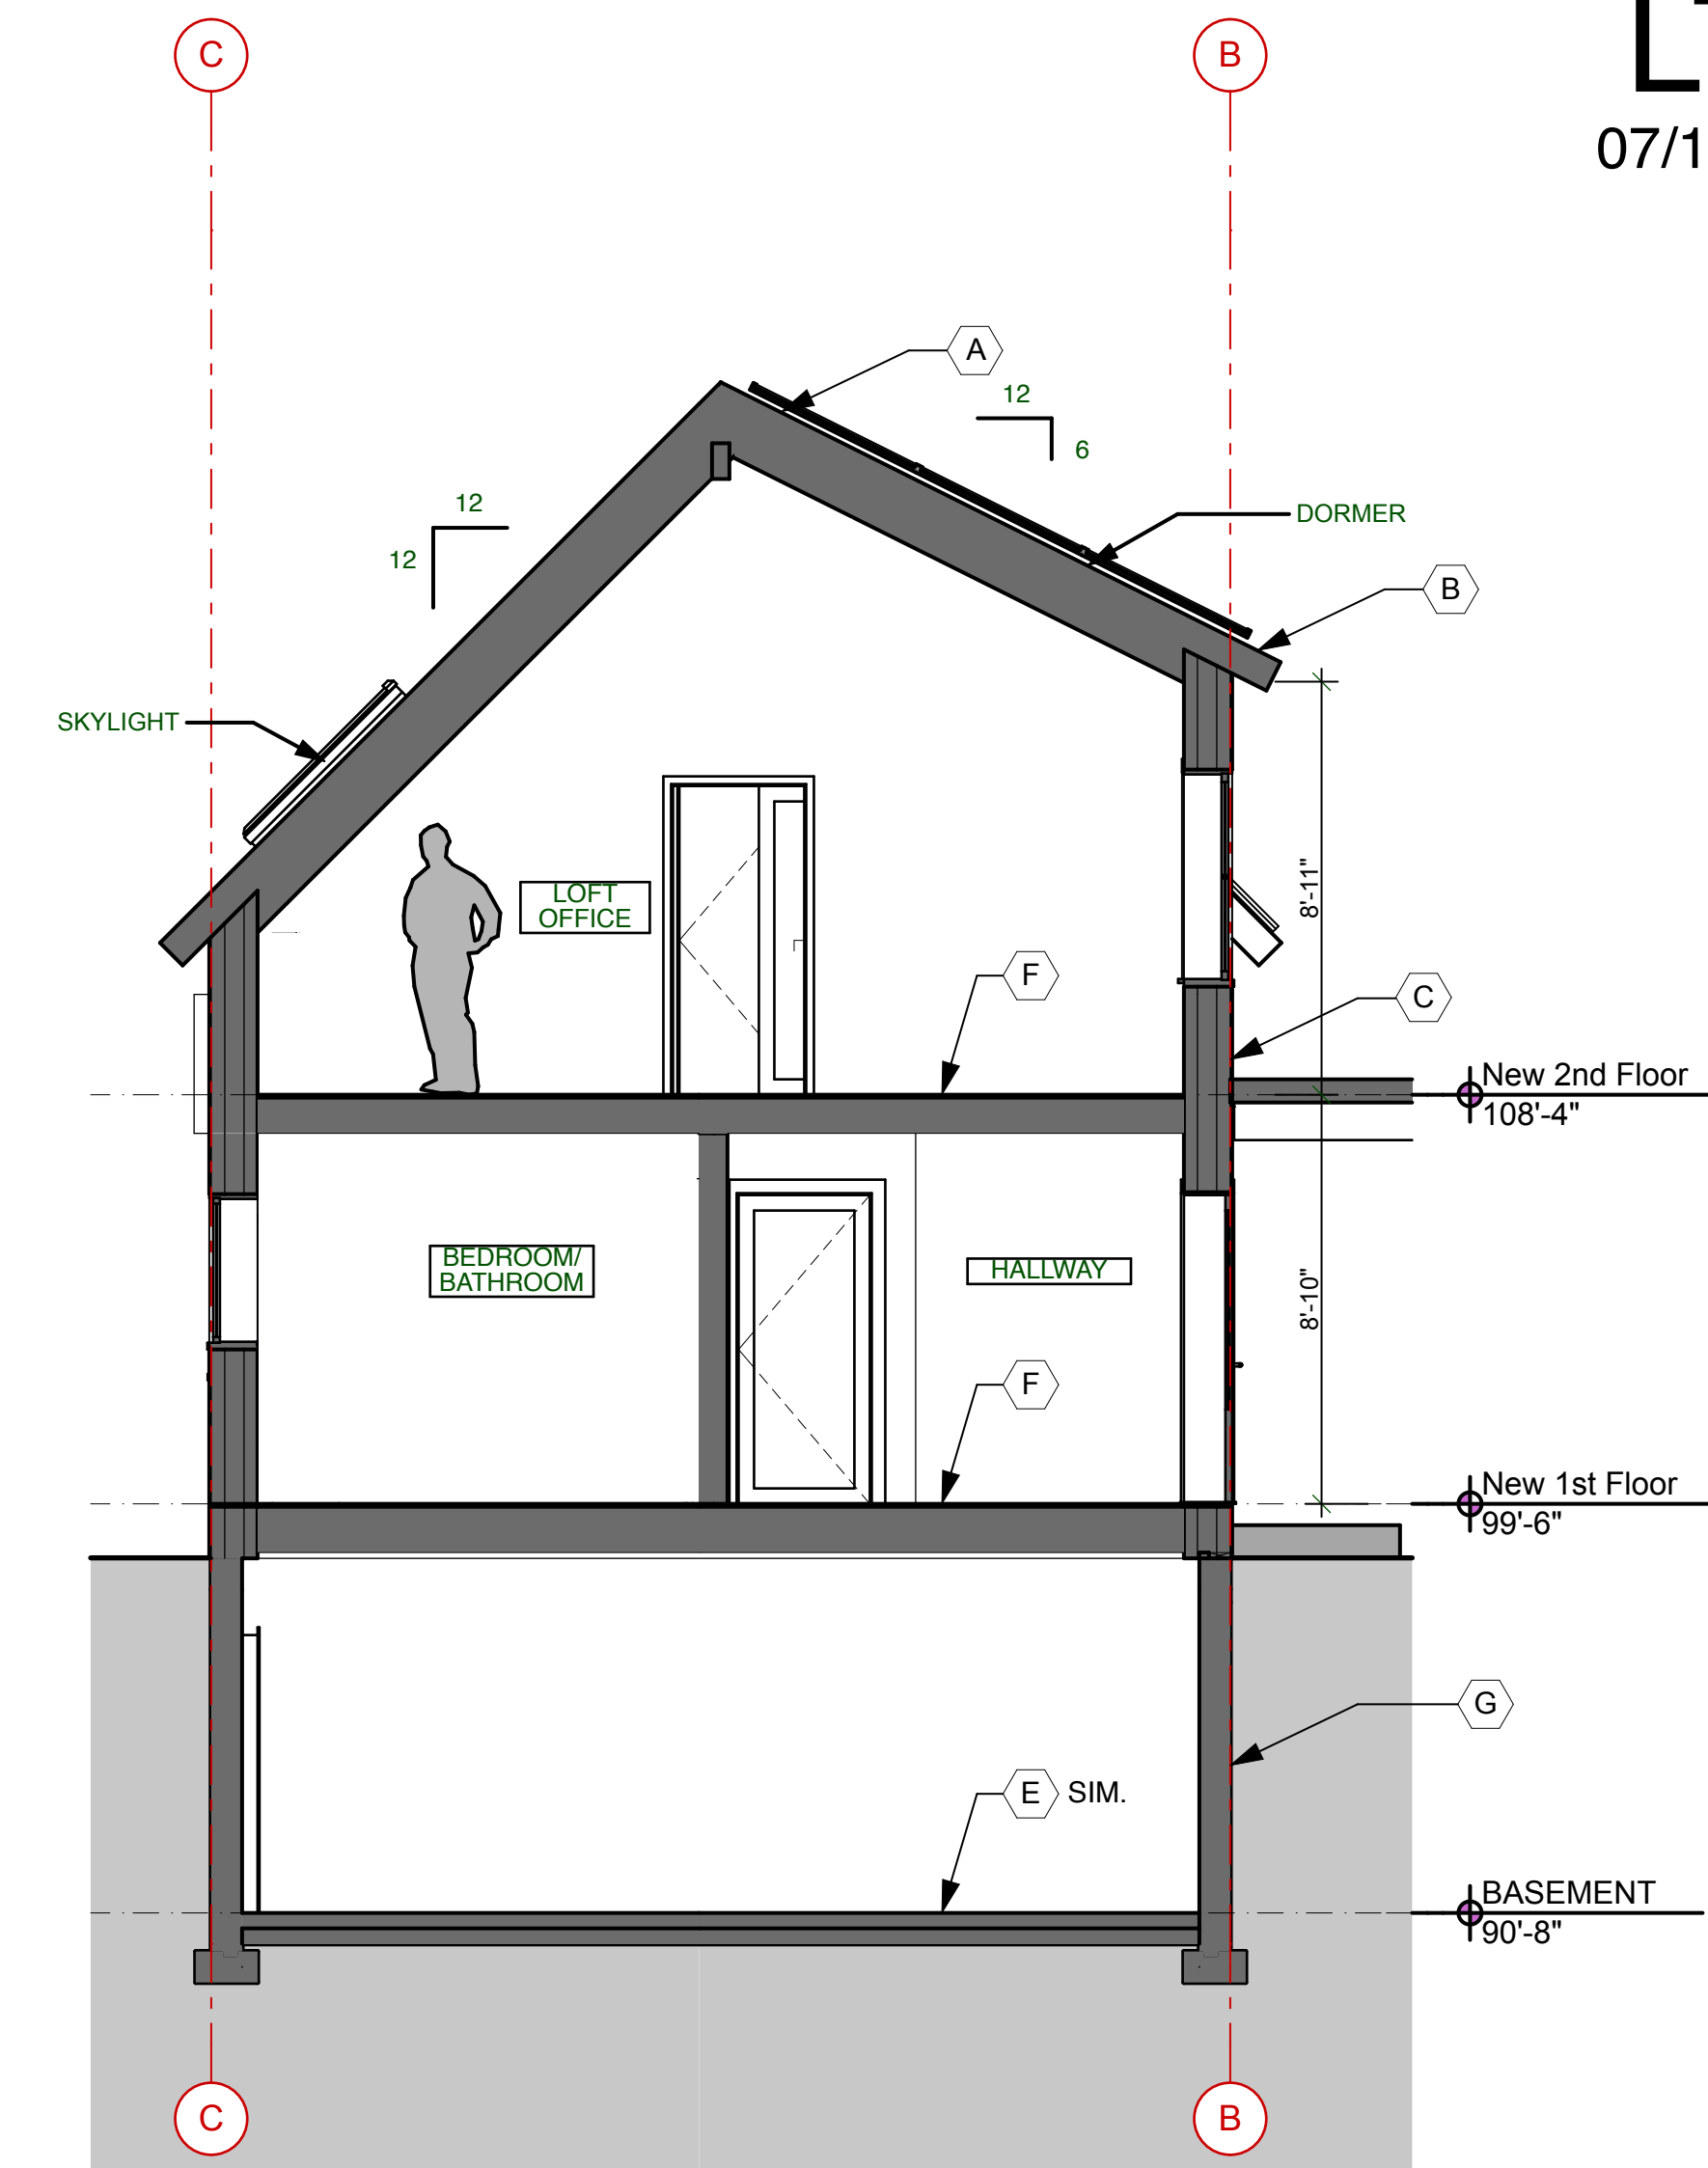 C
B
07/1
A
12
6
12
12
DORMER
B
SKYLIGHT
LOFT
OFFICE
8'-11"
F
C
New 2nd Floor
108'-4"
BEDROOM/
BATHROOM
HALLWAY
8'-10"
F
New 1st Floor
99'-6"
G
E SIM.
BASEMENT
90'-8"
C
B